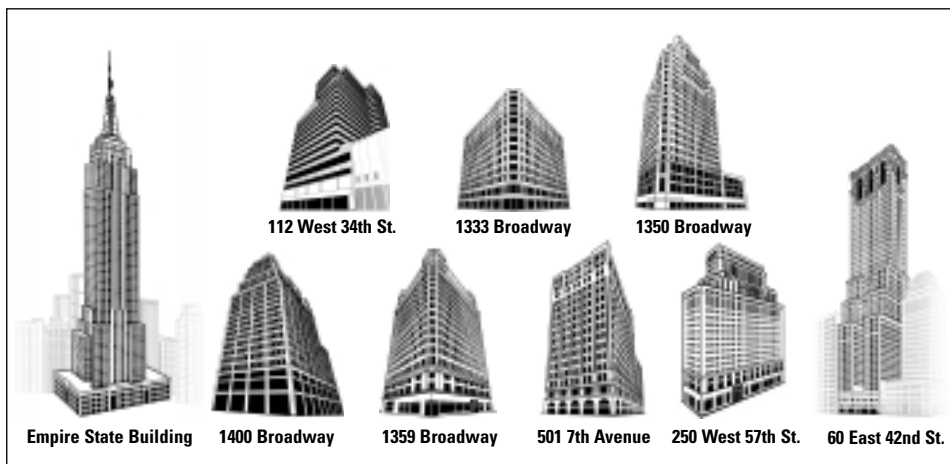 112 West 34th St.
1333 Broadway
1350 Broadway
Empire State Building
1400 Broadway
1359 Broadway
501 7th Avenue
250 West 57th St.
60 East 42nd St.